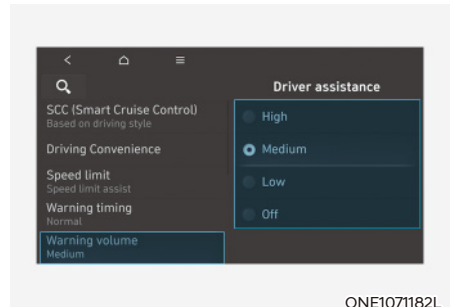 Driver assistance
SCC (Smart Cruise Control)
Based on driving style
Driving Convenience
Speed limit
Speed limit assist
Warning timing
Normal
Warning volume
Medium
High
Medium
Low
Off
ONE1071182L